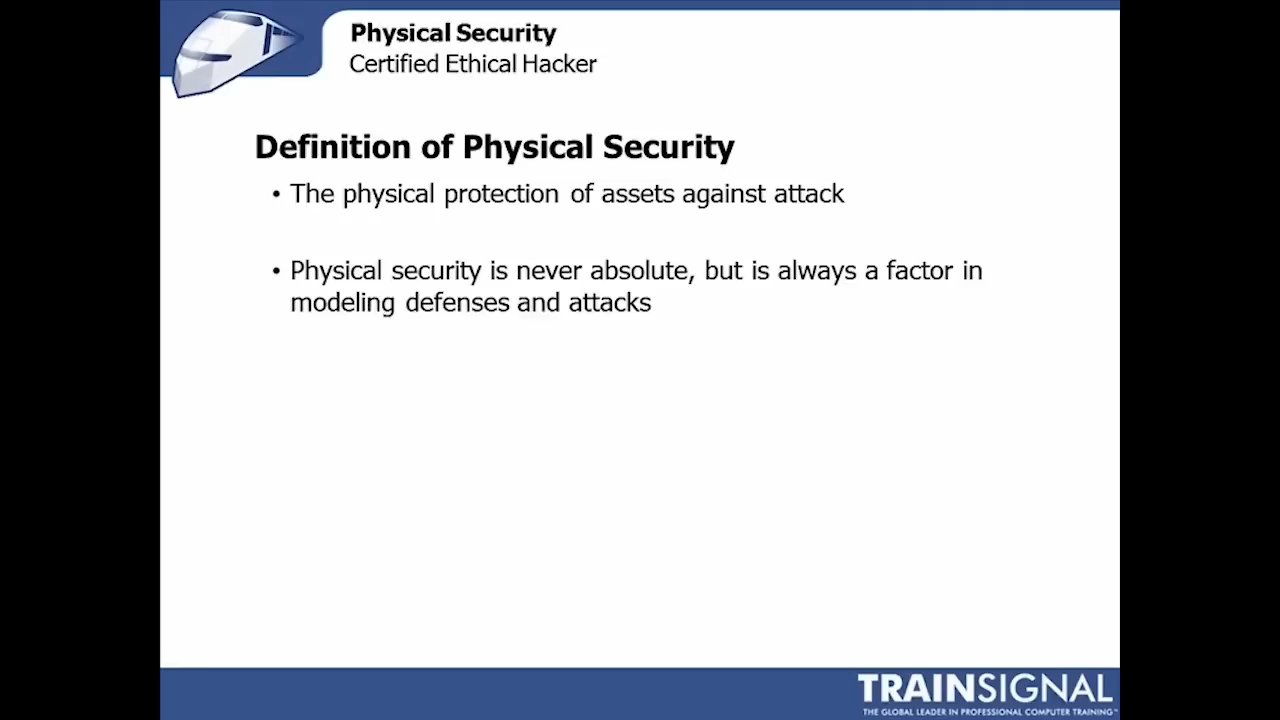 Physical Security
Certified Ethical Hacker
Definition of Physical Security
• The physical protection of assets against attack
• Physical security is never absolute, but is always a factor in
modeling defenses and attacks
TRAINSIGNAL
THE GLOBAL LEADER IN PROFESSIONAL COMPUTER TRAINING™